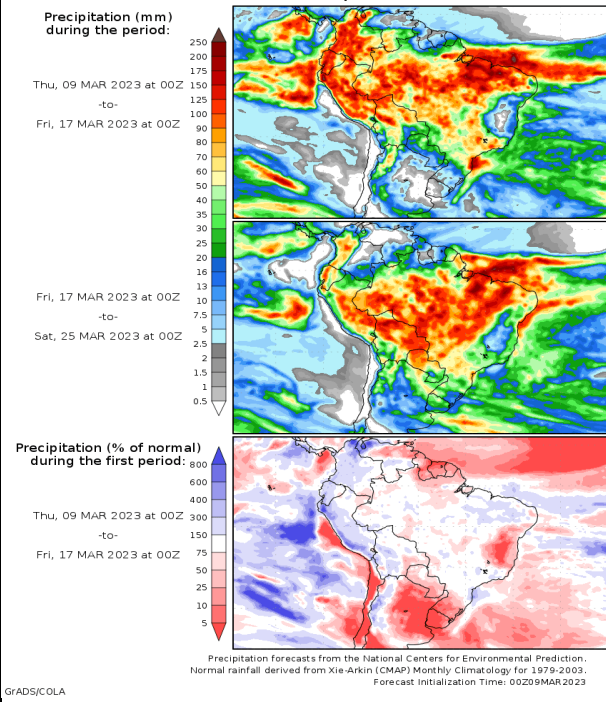 Precipitation (mm)
during the period:
250
200
175
150
125
100
90
80
70
60
50
40
35
30
25
20
16
13
10
7.5
5
2.5
2
1.5
1
0.5
Thu, 09 MAR 2023 at 00Z
-to-
Fri, 17 MAR 2023 at 00Z
Fri, 17 MAR 2023 at 00Z
-to-
Sat, 25 MAR 2023 at 00Z
Precipitation (% of normal)
during the first period:
800
600
400
300
150
75
50
25
10
5
Thu, 09 MAR 2023 at 00Z
-to-
Fri, 17 MAR 2023 at 00Z
Precipitation forecasts from the National Centers for Environmental Prediction.
Normal rainfall derived from Xie-Arkin (CMAP) Monthly Climatology for 1979-2003.
Forecast Initialization Time: 00Z09MAR2023
GrADS/COLA